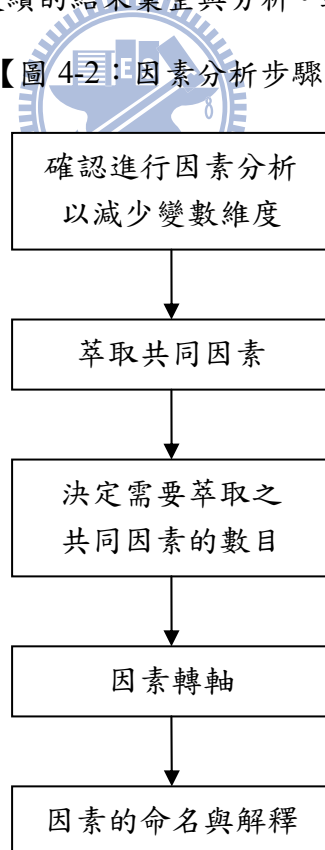 續的結果彙整與分析。
【圖 4-2：因素分析步驟
確認進行因素分析
以減少變數維度
萃取共同因素
決定需要萃取之
共同因素的數目
因素轉軸
因素的命名與解釋